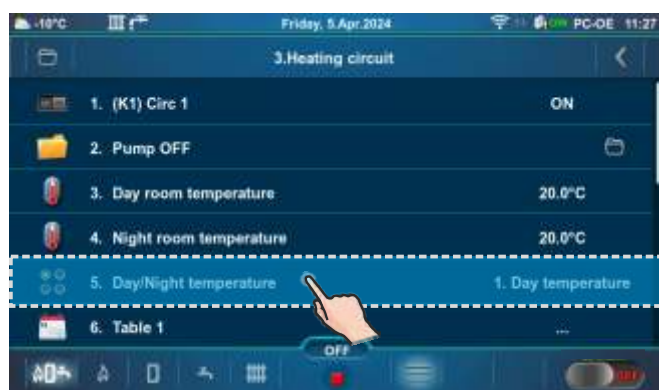 -10°C Friday, 5.Apr.2024 ON PC-OE 11:27
3.Heating circuit
1. (K1) Circ 1 ON
2. Pump OFF
3. Day room temperature 20.0°C
4. Night room temperature 20.0°C
5. Day/Night temperature 1. Day temperature
6. Table 1 ...
OFF
OFF